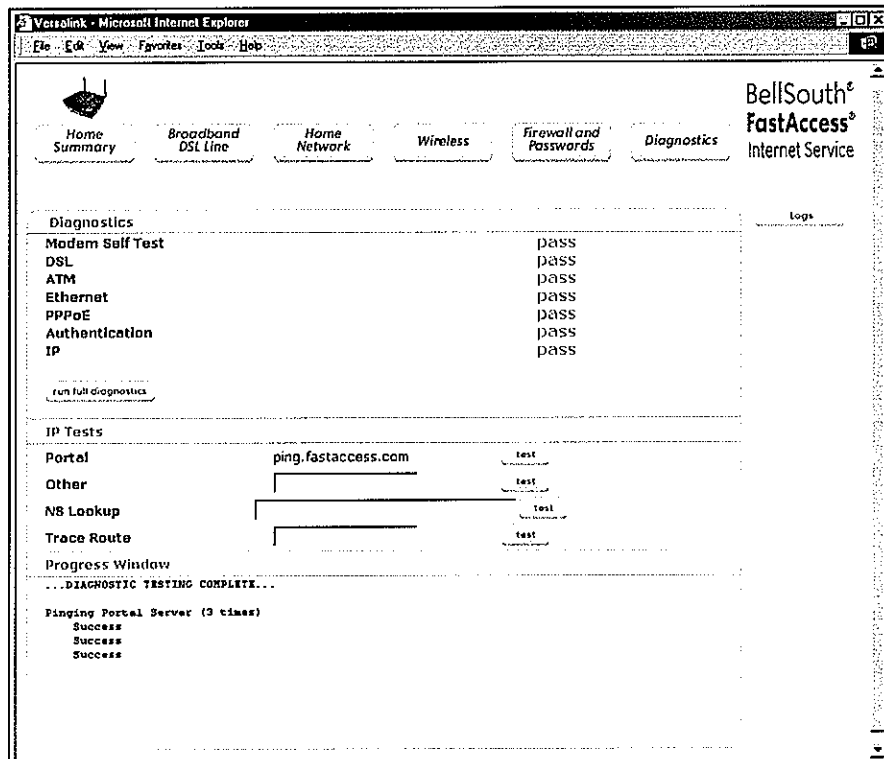 Versalink - Microsoft Internet Explorer
File Edit View Favorites Tools Help
BellSouth®
FastAccess®
Internet Service
Home Summary
Broadband DSL Line
Home Network
Wireless
Firewall and Passwords
Diagnostics
logs
Diagnostics
Modem Self Test pass
DSL pass
ATM pass
Ethernet pass
PPPoE pass
Authentication pass
IP pass
run full diagnostics
IP Tests
Portal ping.fastaccess.com test
Other test
NS Lookup test
Trace Route test
Progress Window
...DIAGNOSTIC TESTING COMPLETE...
Pinging Portal Server (3 times)
Success
Success
Success